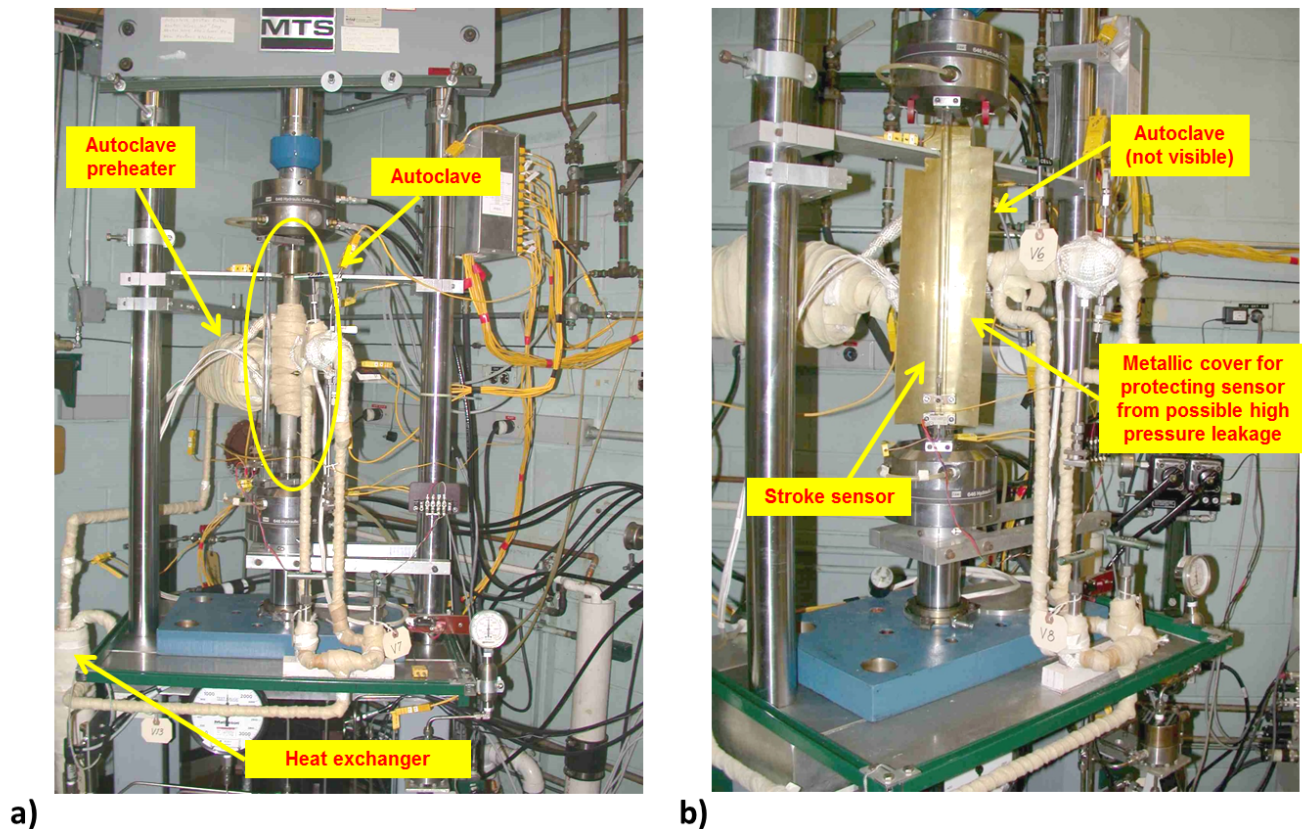 MTS
Autoclave
preheater
Autoclave
Heat exchanger
V7
V13
a)
Autoclave
(not visible)
V6
Metallic cover for
protecting sensor
from possible high
pressure leakage
Stroke sensor
V8
b)